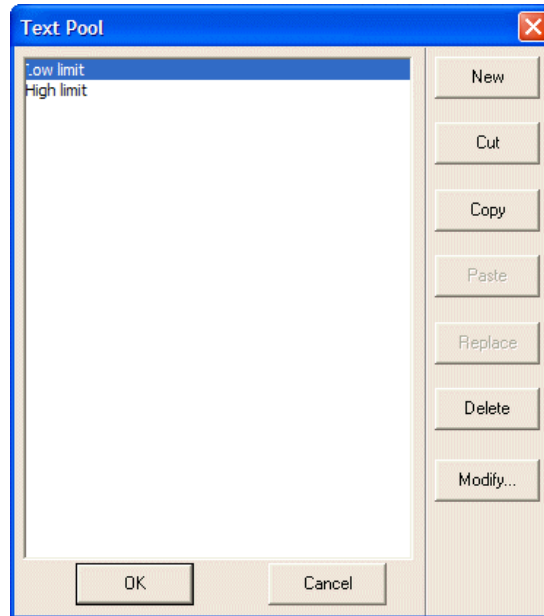 Text Pool
Low limit
High limit
New
Cut
Copy
Paste
Replace
Delete
Modify...
OK
Cancel